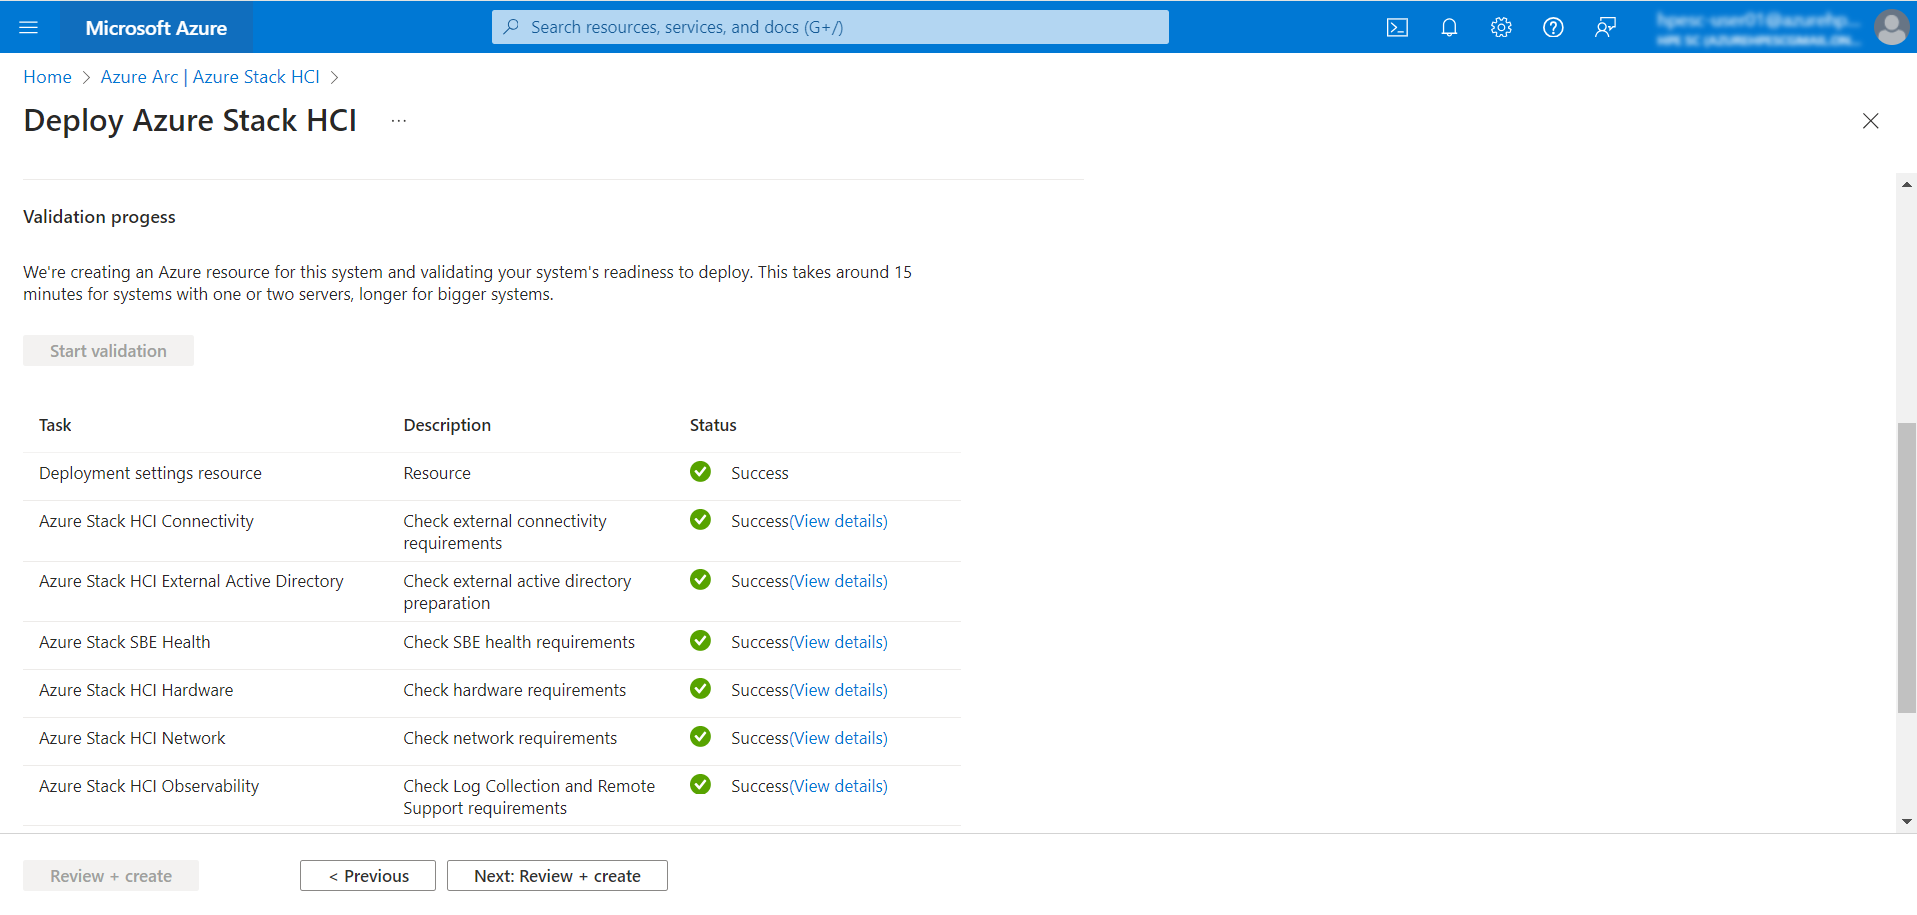 Microsoft Azure
Search resources, services, and docs (G+/)
Home > Azure Arc | Azure Stack HCI >
Deploy Azure Stack HCI ...
Validation progess
We're creating an Azure resource for this system and validating your system's readiness to deploy. This takes around 15
minutes for systems with one or two servers, longer for bigger systems.
Start validation
Task Description Status
Deployment settings resource Resource Success
Azure Stack HCI Connectivity Check external connectivity Success(View details)
requirements
Azure Stack HCI External Active Directory Check external active directory Success(View details)
preparation
Azure Stack SBE Health Check SBE health requirements Success(View details)
Azure Stack HCI Hardware Check hardware requirements Success(View details)
Azure Stack HCI Network Check network requirements Success(View details)
Azure Stack HCI Observability Check Log Collection and Remote Success(View details)
Support requirements
Review + create < Previous Next: Review + create